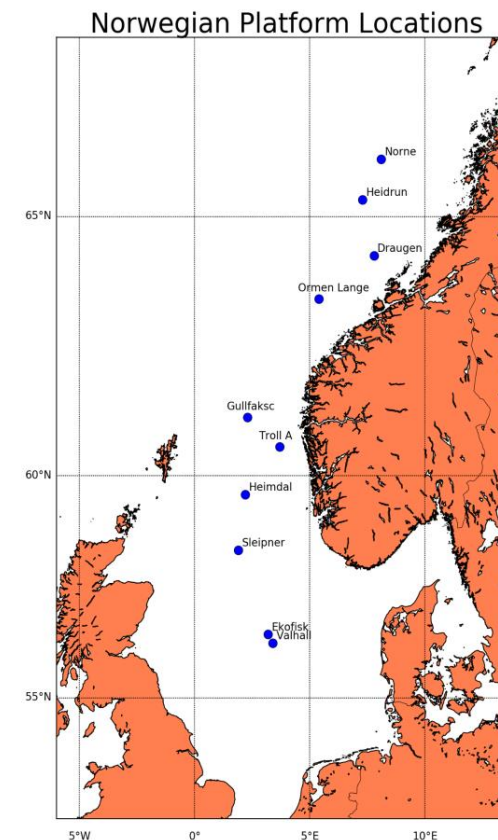 Norwegian Platform Locations
Norne
Heidrun
65°N
Draugen
Ormen Lange
Gullfaksc
Troll A
60°N
Heimdal
Sleipner
Ekofisk
Valhall
55°N
5°W 0° 5°E 10°E